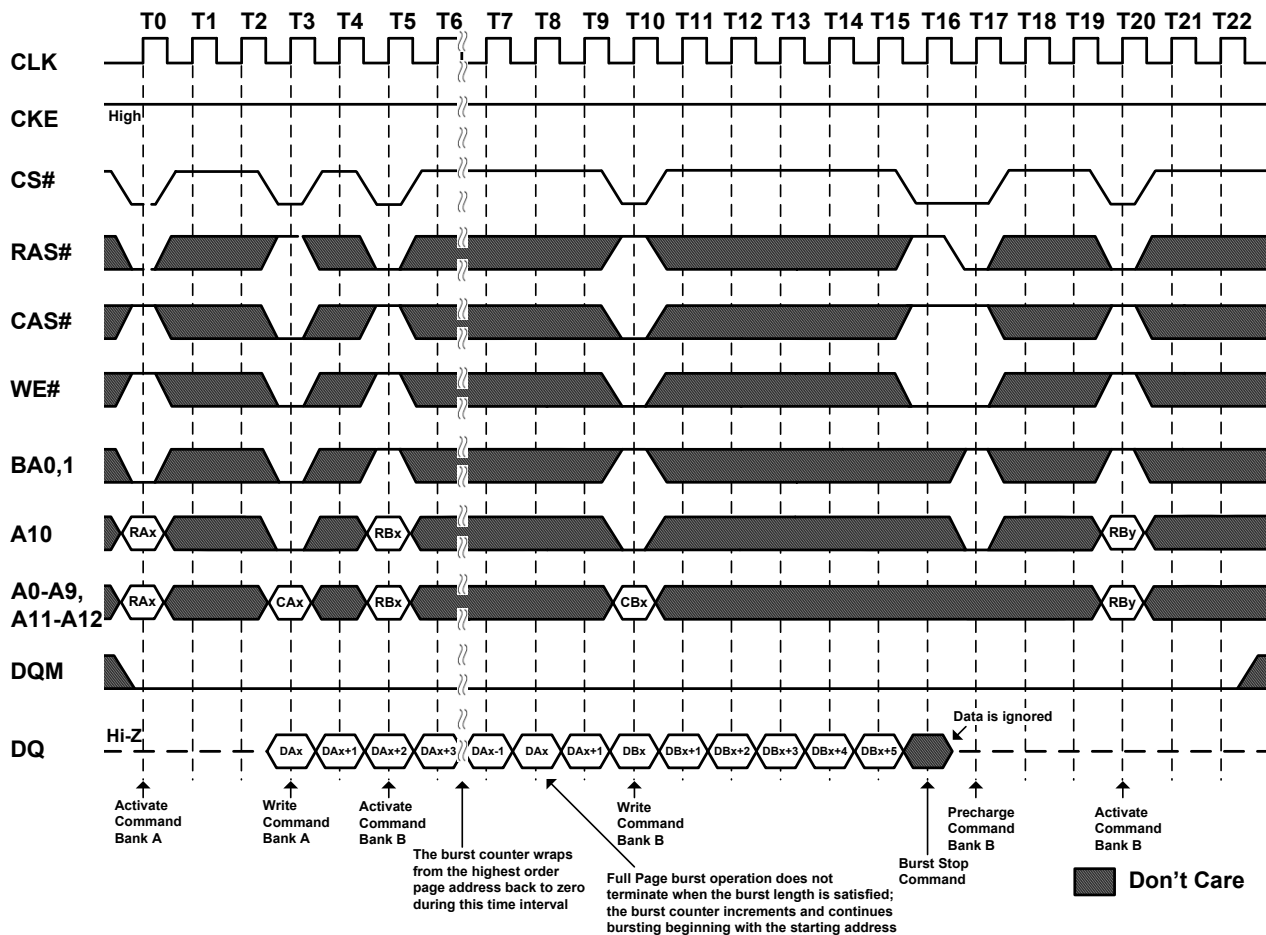 T0 T1 T2 T3 T4 T5 T6 T7 T8 T9 T10 T11 T12 T13 T14 T15 T16 T17 T18 T19 T20 T21 T22
CLK
CKE High
CS#
RAS#
CAS#
WE#
BA0,1
A10 RAx RBx RBy
A0-A9,
A11-A12 RAx CAx RBx CBx RBy
DQM
Data is ignored
DQ Hi-Z DAx DAx+1 DAx+2 DAx+3 DAx-1 DAx DAx+1 DBx DBx+1 DBx+2 DBx+3 DBx+4 DBx+5
Activate
Command
Bank A
Write
Command
Bank A
Activate
Command
Bank B
The burst counter wraps
from the highest order
page address back to zero
during this time interval
Write
Command
Bank B
Full Page burst operation does not
terminate when the burst length is satisfied;
the burst counter increments and continues
bursting beginning with the starting address
Burst Stop
Command
Precharge
Command
Bank B
Activate
Command
Bank B
Don't Care